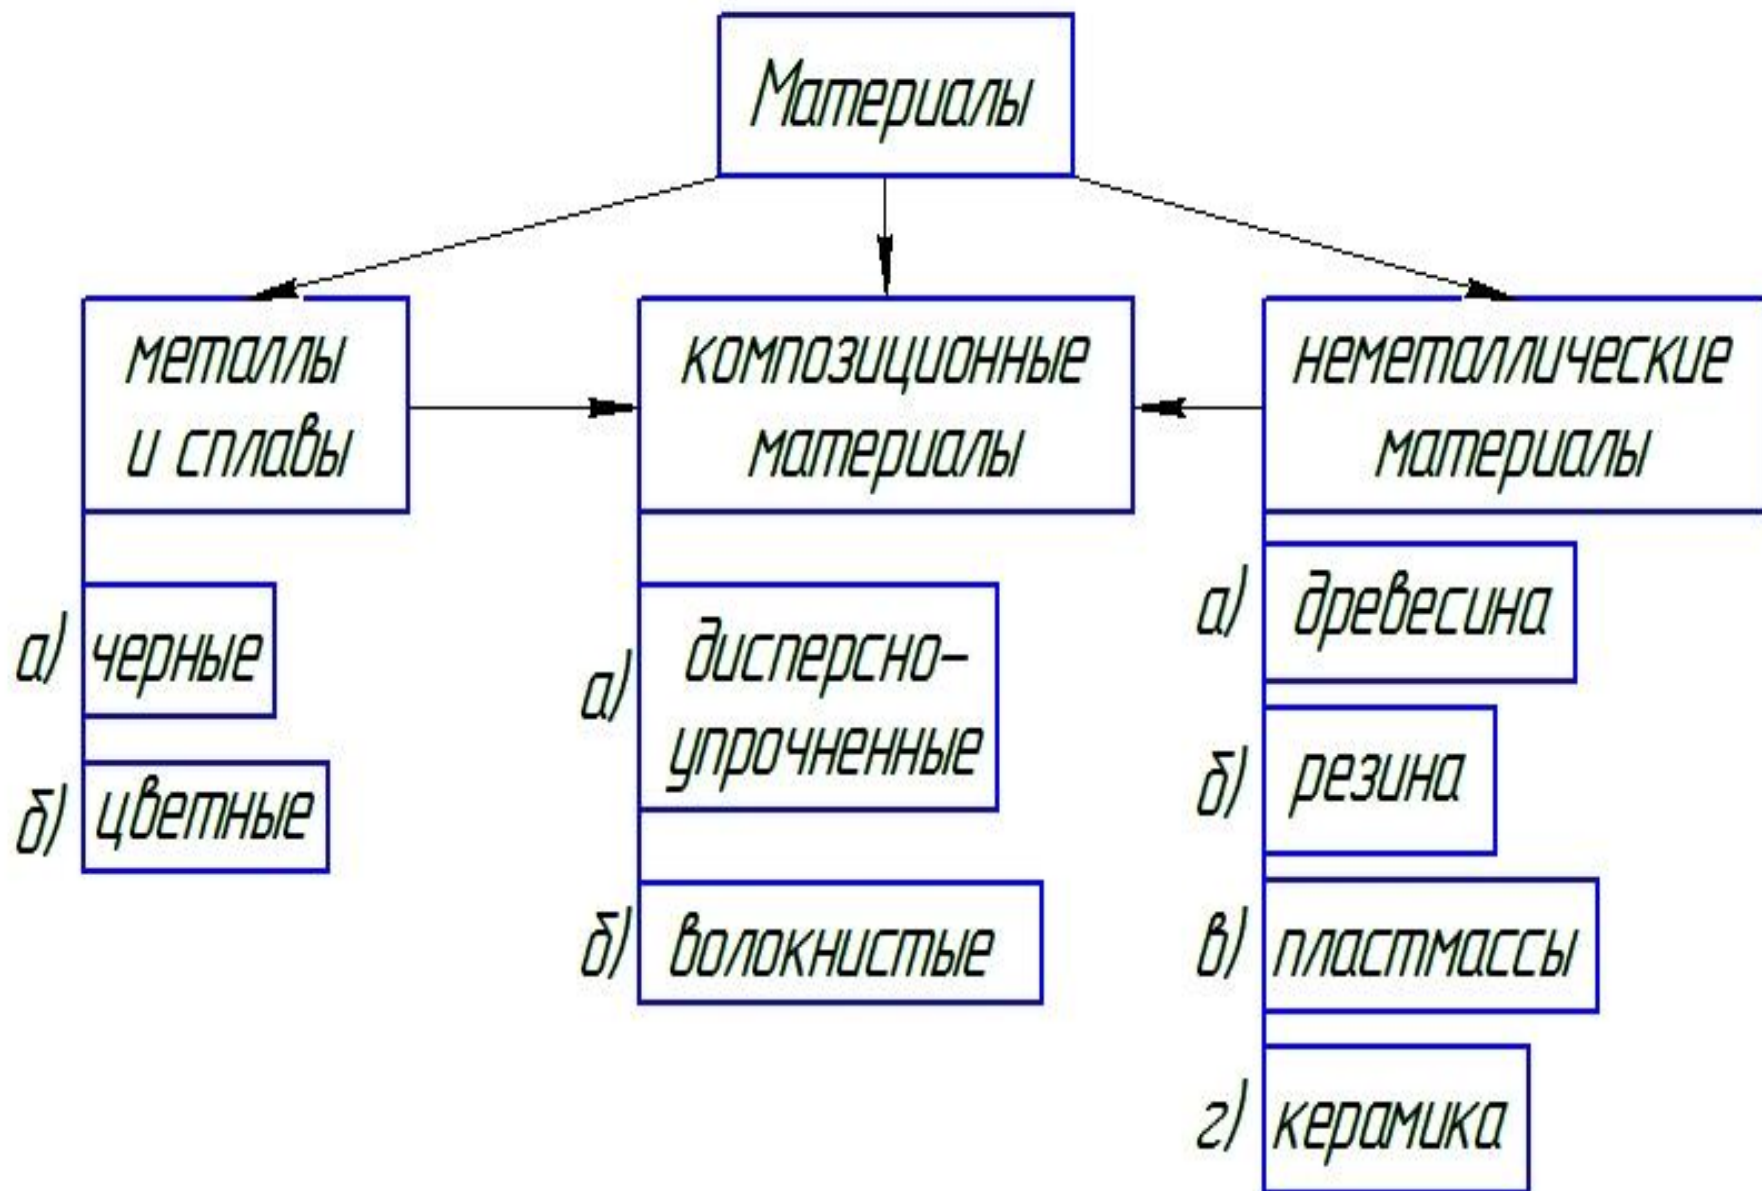 Материалы
металлы
и сплавы
а) черные
б) цветные
композиционные
материалы
а) дисперсно-
упрочненные
б) волокнистые
неметаллические
материалы
а) древесина
б) резина
в) пластмассы
г) керамика